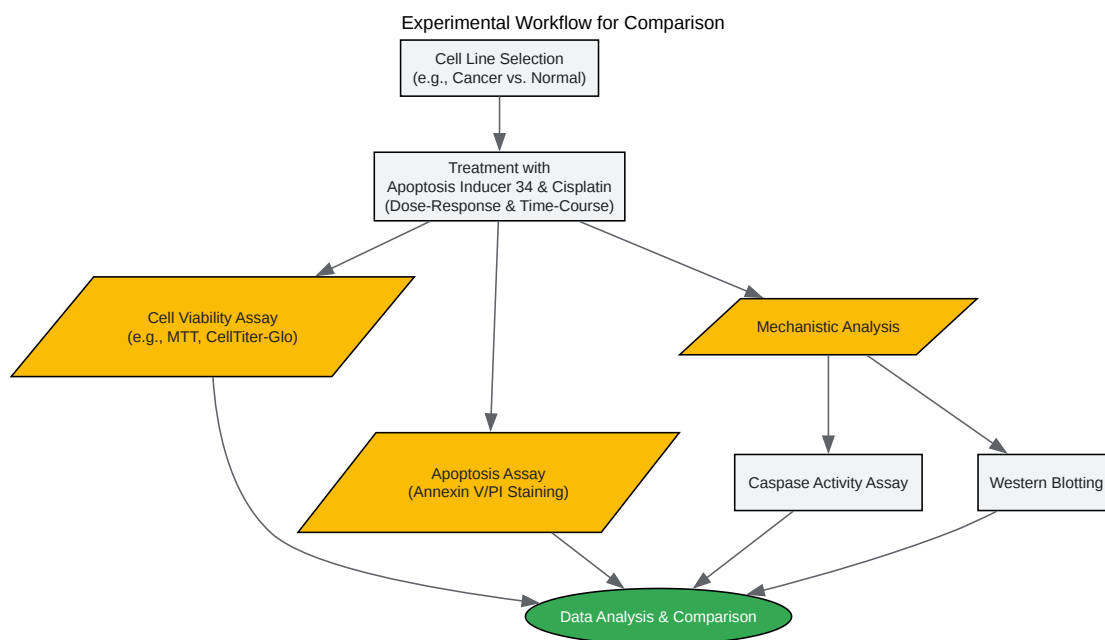 Experimental Workflow for Comparison
Cell Line Selection
(e.g., Cancer vs. Normal)
Treatment with
Apoptosis Inducer 34 & Cisplatin
(Dose-Response & Time-Course)
Cell Viability Assay
(e.g., MTT, CellTiter-Glo)
Mechanistic Analysis
Apoptosis Assay
(Annexin V/PI Staining)
Caspase Activity Assay
Western Blotting
Data Analysis & Comparison